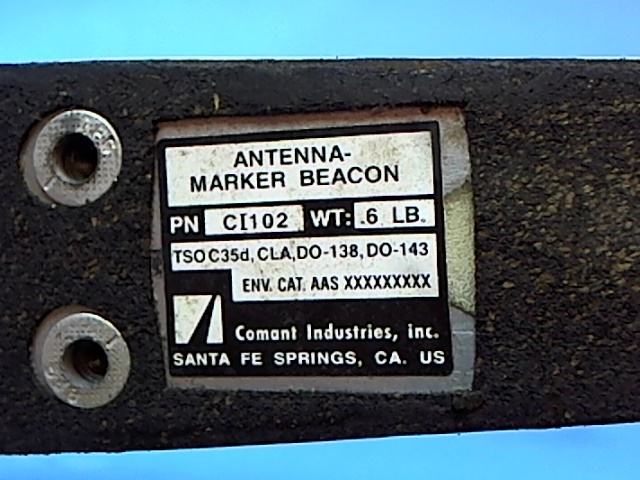 ANTENNA-
MARKER BEACON
PN CI102 WT: .6 LB.
TSO C35d, CLA, DO-138, DO-143
ENV. CAT. AAS XXXXXXXXX
Comant Industries, inc.
SANTA FE SPRINGS, CA. US